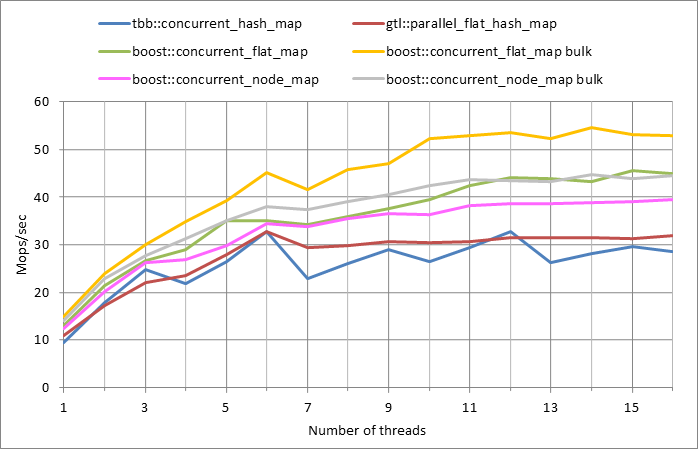 tbb::concurrent_hash_map
gtl::parallel_flat_hash_map
boost::concurrent_flat_map
boost::concurrent_flat_map bulk
boost::concurrent_node_map
boost::concurrent_node_map bulk
60
50
40
30
20
10
0
Mops/sec
1 3 5 7 9 11 13 15
Number of threads